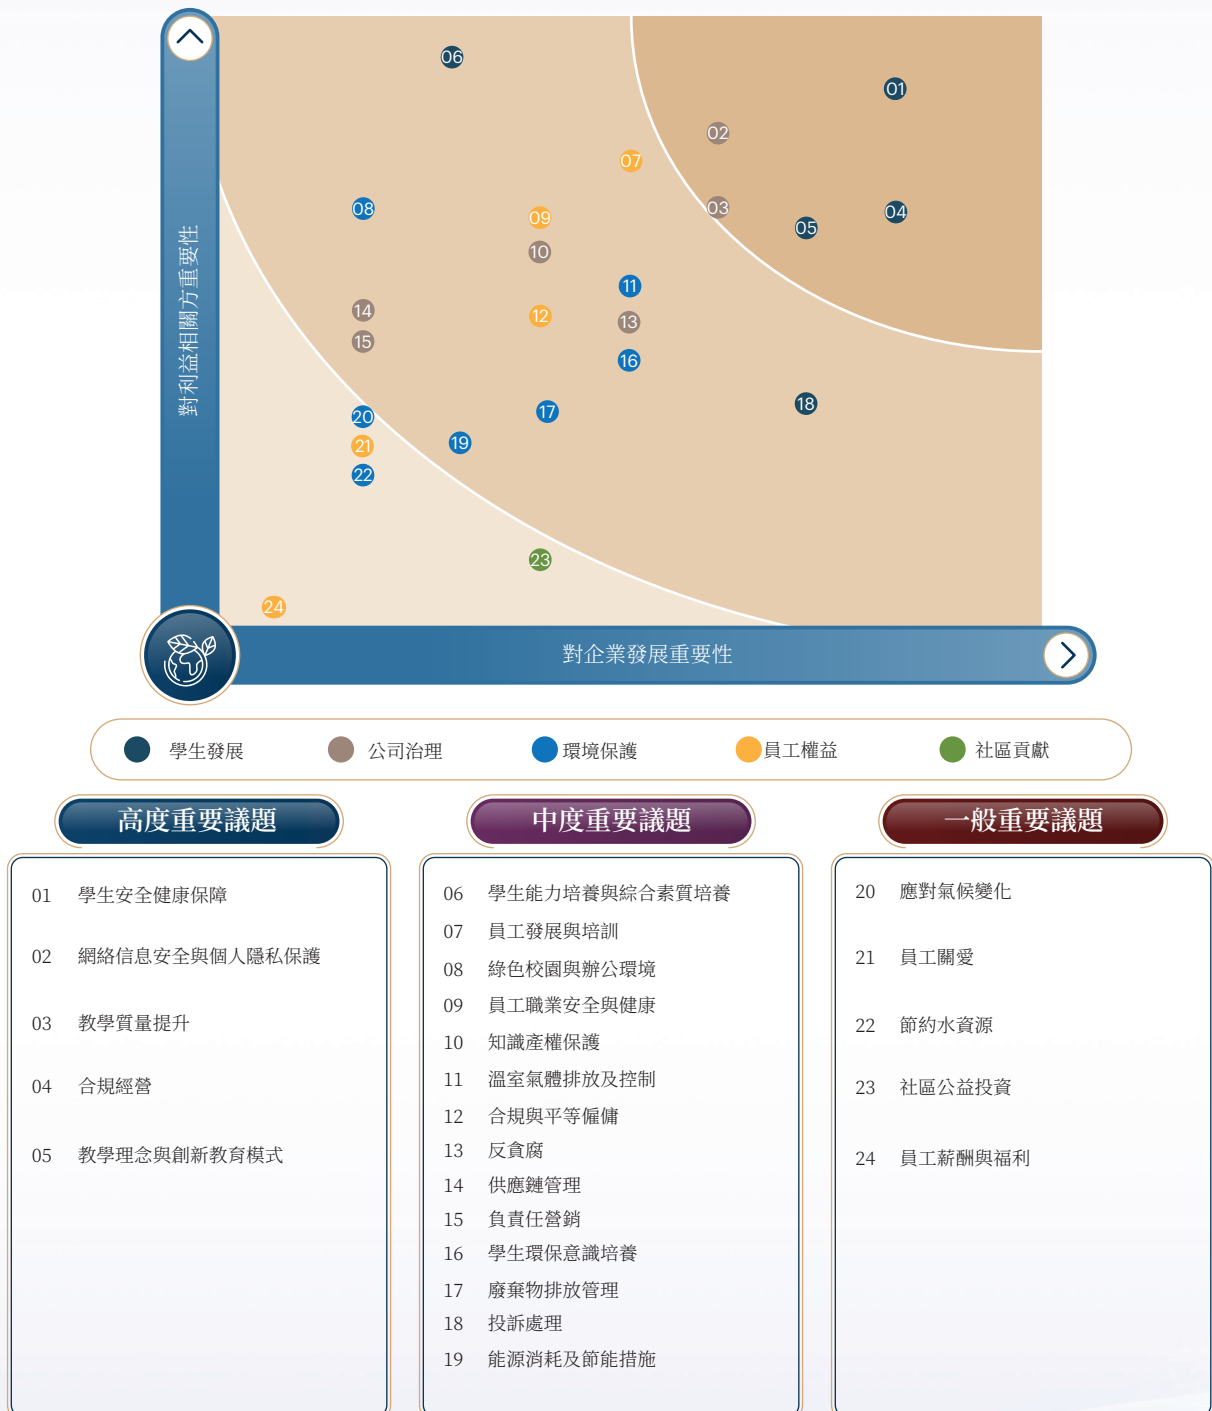 06
01
02
07
08
09
03
04
05
10
11
14
12
13
15
16
18
20
17
19
21
22
23
24
對利益相關方重要性
對企業發展重要性
學生發展
公司治理
環境保護
員工權益
社區貢獻
高度重要議題
01 學生安全健康保障
02 網絡信息安全與個人隱私保護
03 教學質量提升
04 合規經營
05 教學理念與創新教育模式
中度重要議題
06 學生能力培養與綜合素質培養
07 員工發展與培訓
08 綠色校園與辦公環境
09 員工職業安全與健康
10 知識產權保護
11 溫室氣體排放及控制
12 合規與平等僱傭
13 反貪腐
14 供應鏈管理
15 負責任營銷
16 學生環保意識培養
17 廢棄物排放管理
18 投訴處理
19 能源消耗及節能措施
一般重要議題
20 應對氣候變化
21 員工關愛
22 節約水資源
23 社區公益投資
24 員工薪酬與福利